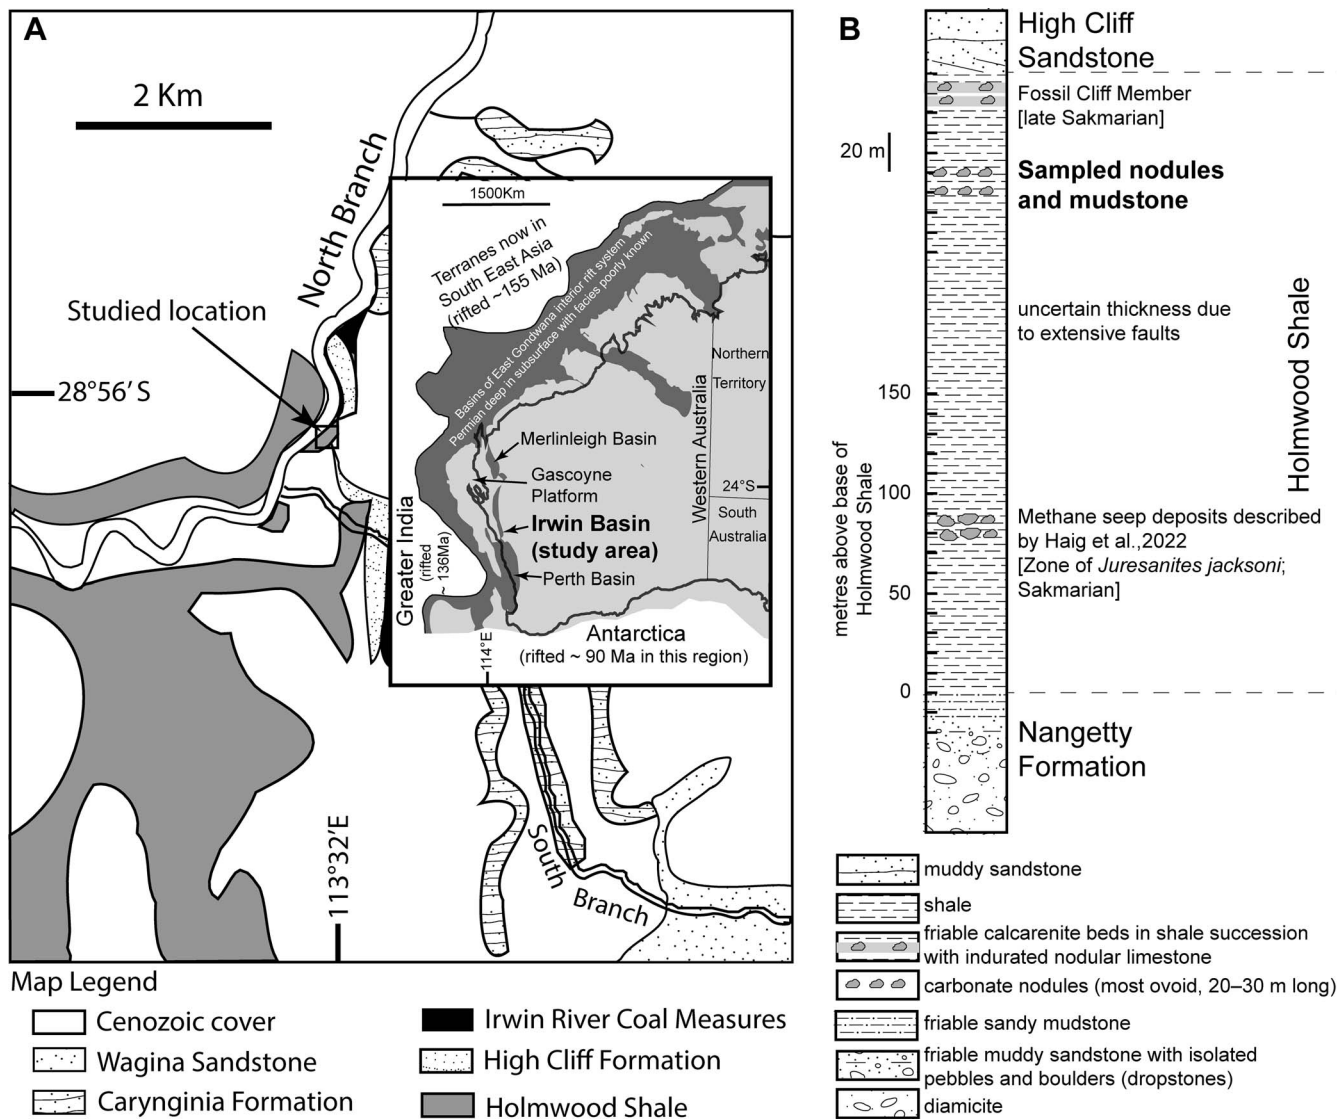 A
2 Km
North Branch
Studied location
28°56′ S
113°32′E
South Branch
1500Km
Terranes now in
South East Asia
(rifted ~155 Ma)
Basins of East Gondwana interior rift system
Permian deep in subsurface with facies poorly known
Northern
Territory
Western Australia
Merlinleigh Basin
Gascoyne
Platform
24°S
South
Australia
Irwin Basin
(study area)
Greater India
(rifted
~ 136Ma)
Perth Basin
Antarctica
(rifted ~ 90 Ma in this region)
114°E
Map Legend
Cenozoic cover
Wagina Sandstone
Carynginia Formation
Irwin River Coal Measures
High Cliff Formation
Holmwood Shale
B
High Cliff
Sandstone
Fossil Cliff Member
[late Sakmarian]
20 m
Sampled nodules
and mudstone
uncertain thickness due
to extensive faults
Holmwood Shale
150
100
50
0
metres above base of
Holmwood Shale
Methane seep deposits described
by Haig et al.,2022
[Zone of Juresanites jacksoni;
Sakmarian]
Nangetty
Formation
muddy sandstone
shale
friable calcarenite beds in shale succession
with indurated nodular limestone
carbonate nodules (most ovoid, 20–30 m long)
friable sandy mudstone
friable muddy sandstone with isolated
pebbles and boulders (dropstones)
diamicite